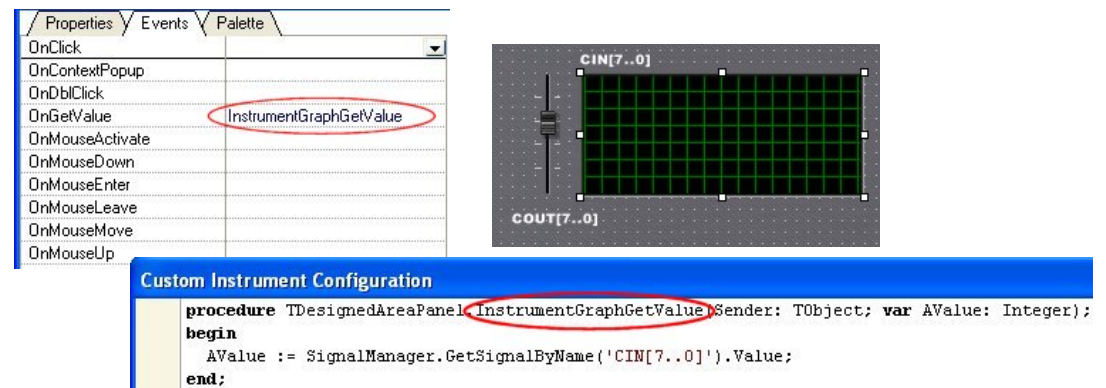 Properties Events Palette
OnClick
OnContextPopup
OnDblClick
OnGetValue InstrumentGraphGetValue
OnMouseActivate
OnMouseDown
OnMouseEnter
OnMouseLeave
OnMouseMove
OnMouseUp
CIN[7..0]
COUT[7..0]
Custom Instrument Configuration
procedure TDesignedAreaPanel.InstrumentGraphGetValue(Sender: TObject; var AValue: Integer);
begin
AValue := SignalManager.GetSignalByName('CIN[7..0]').Value;
end;